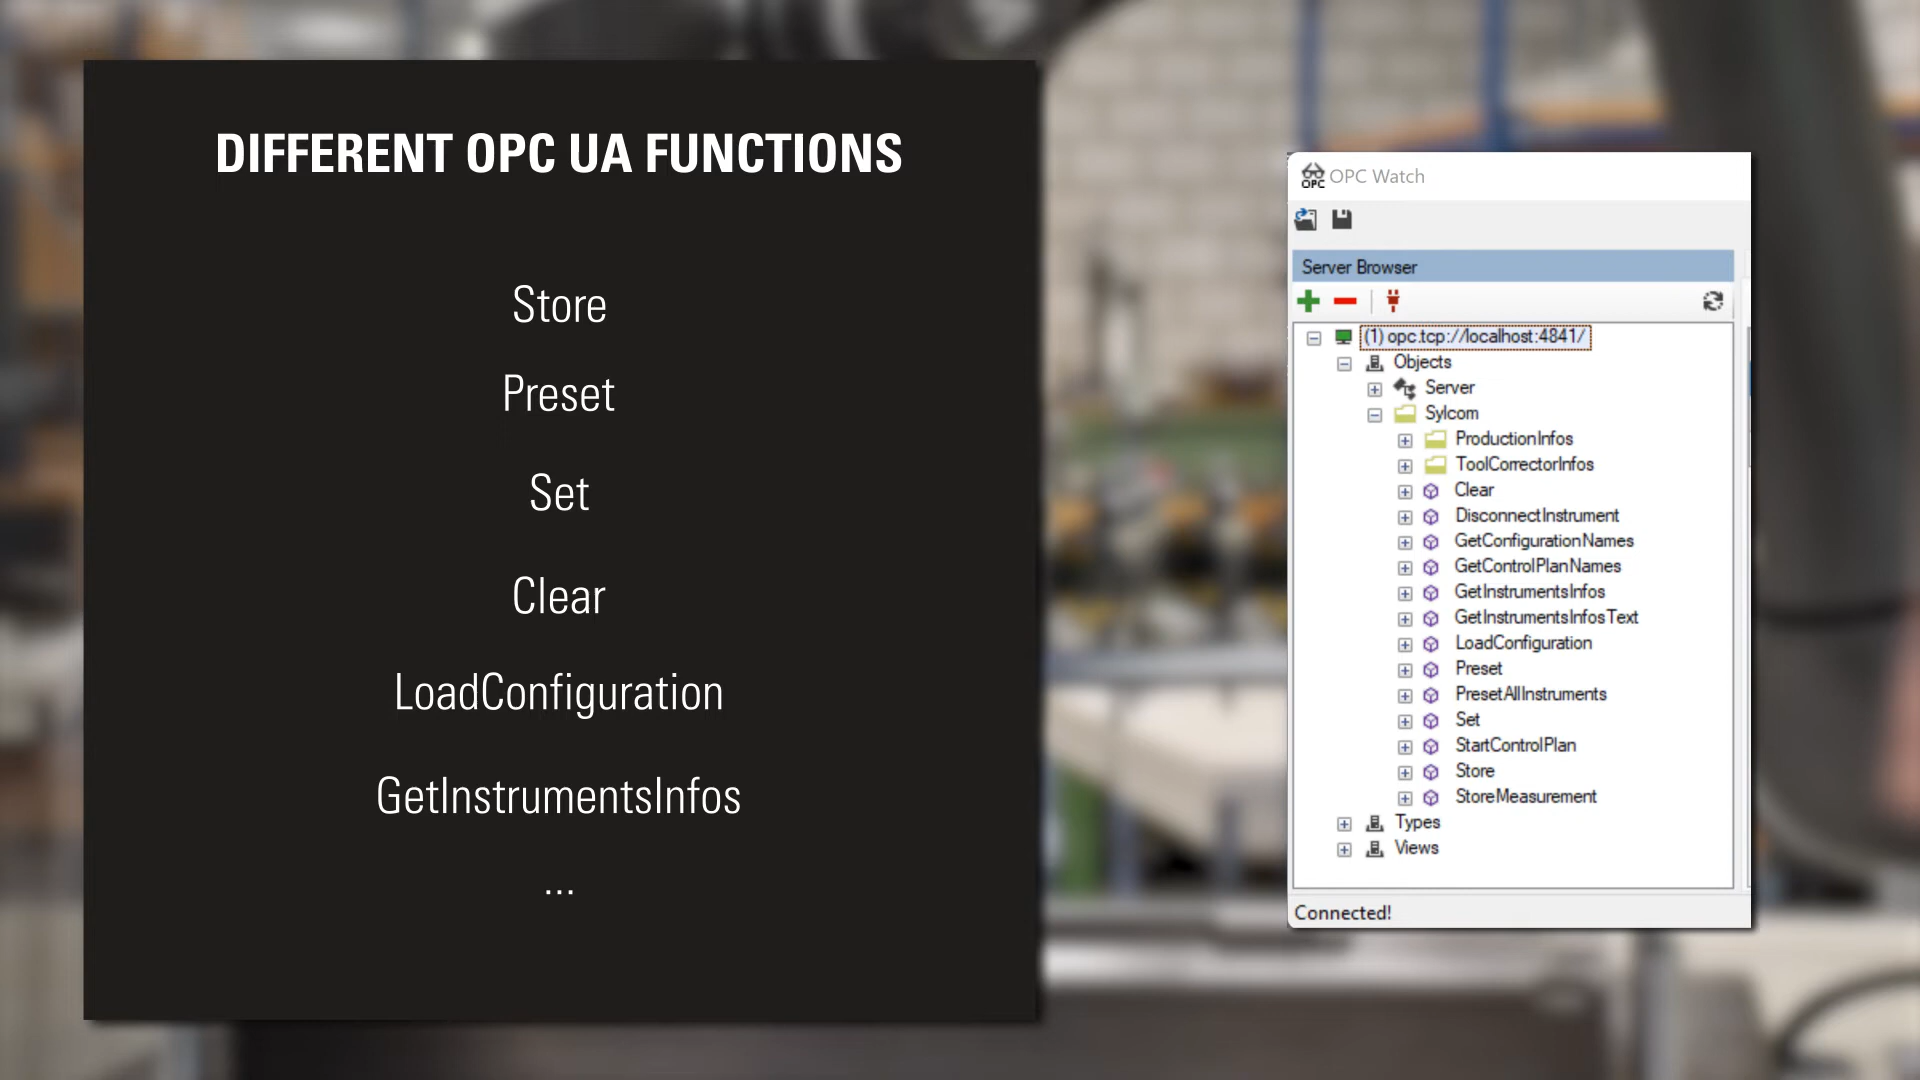 DIFFERENT OPC UA FUNCTIONS
Store
Preset
Set
Clear
LoadConfiguration
GetInstrumentsInfos
...
OPC OPC Watch
Server Browser
(1) opc.tcp://localhost:4841/
Objects
Server
Sylcom
ProductionInfos
ToolCorrectorInfos
Clear
DisconnectInstrument
GetConfigurationNames
GetControlPlanNames
GetInstrumentsInfos
GetInstrumentsInfosText
LoadConfiguration
Preset
PresetAllInstruments
Set
StartControlPlan
Store
StoreMeasurement
Types
Views
Connected!